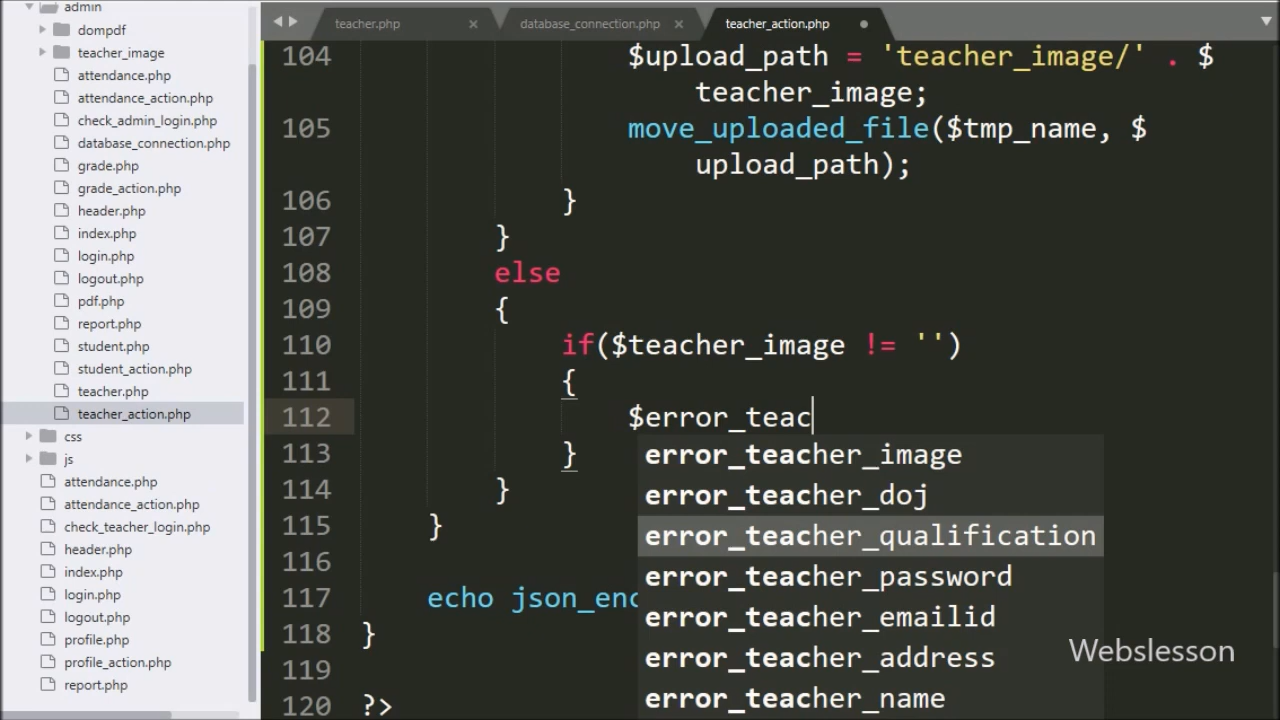 admin
dompdf
teacher_image
attendance.php
attendance_action.php
check_admin_login.php
database_connection.php
grade.php
grade_action.php
header.php
index.php
login.php
logout.php
pdf.php
report.php
student.php
student_action.php
teacher.php
teacher_action.php
css
js
attendance.php
attendance_action.php
check_teacher_login.php
header.php
index.php
login.php
logout.php
profile.php
profile_action.php
report.php
teacher.php × database_connection.php × teacher_action.php
104 $upload_path = 'teacher_image/' . $
teacher_image;
105 move_uploaded_file($tmp_name, $
upload_path);
106 }
107 }
108 else
109 {
110 if($teacher_image != '')
111 {
112 $error_teac
113 }
114 }
115 }
116
117 echo json_enc
118 }
119
120 ?>
error_teacher_image
error_teacher_doj
error_teacher_qualification
error_teacher_password
error_teacher_emailid
error_teacher_address
error_teacher_name
Webslesson